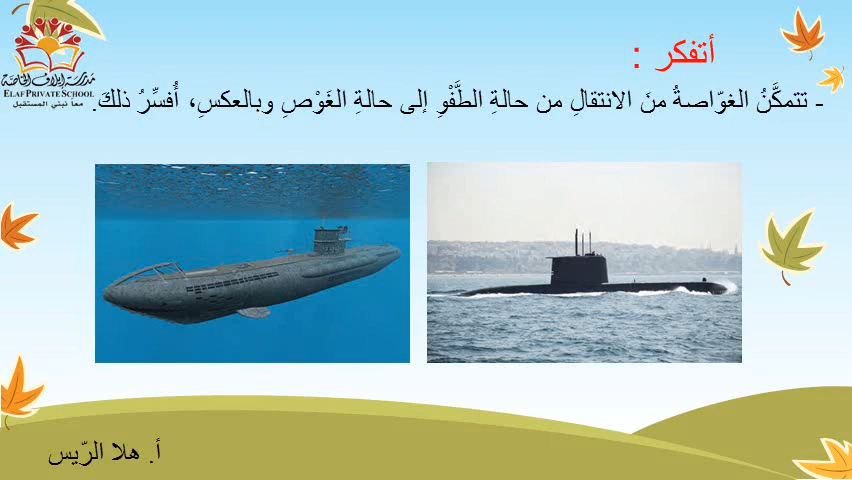 مدرسة إيلاف الخاصة
ELAF PRIVATE SCHOOL
معاً نبني المستقبل
أتفكر :
- تتمكَّنُ الغوّاصةُ منَ الانتقالِ من حالةِ الطَّفْوِ إلى حالةِ الغَوْصِ وبالعكسِ، أُفسِّرُ ذلكَ.
أ. هلا الرّيس